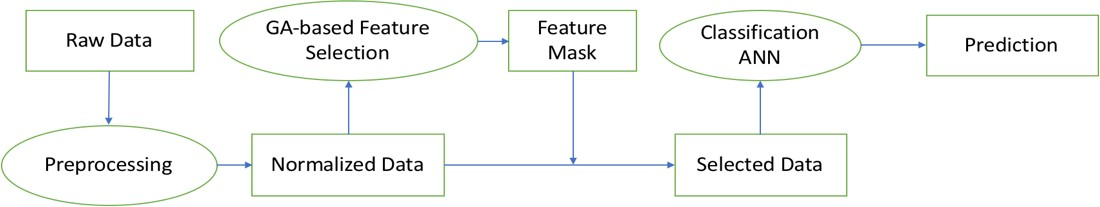 Raw Data
GA-based Feature
Selection
Feature
Mask
Classification
ANN
Prediction
Preprocessing
Normalized Data
Selected Data